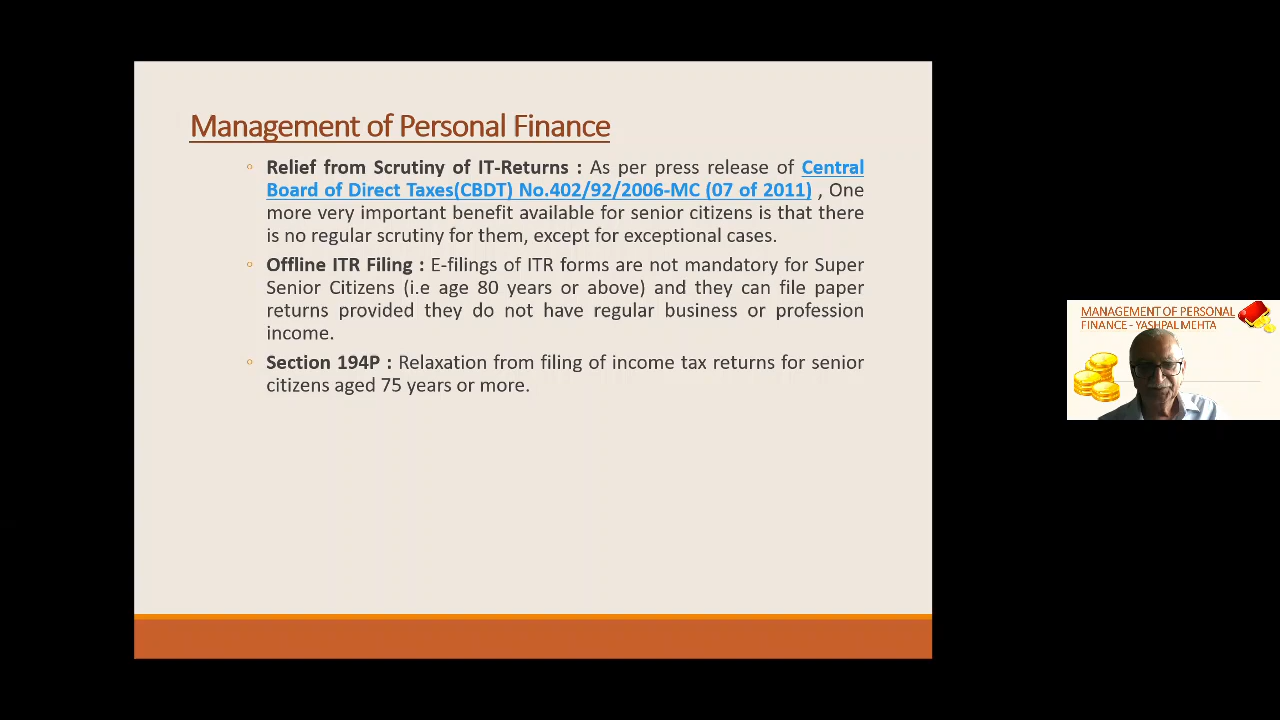 Management of Personal Finance
◦ Relief from Scrutiny of IT-Returns : As per press release of Central
Board of Direct Taxes(CBDT) No.402/92/2006-MC (07 of 2011) , One
more very important benefit available for senior citizens is that there
is no regular scrutiny for them, except for exceptional cases.
◦ Offline ITR Filing : E-filings of ITR forms are not mandatory for Super
Senior Citizens (i.e age 80 years or above) and they can file paper
returns provided they do not have regular business or profession
income.
◦ Section 194P : Relaxation from filing of income tax returns for senior
citizens aged 75 years or more.
MANAGEMENT OF PERSONAL
FINANCE - YASHPAL MEHTA